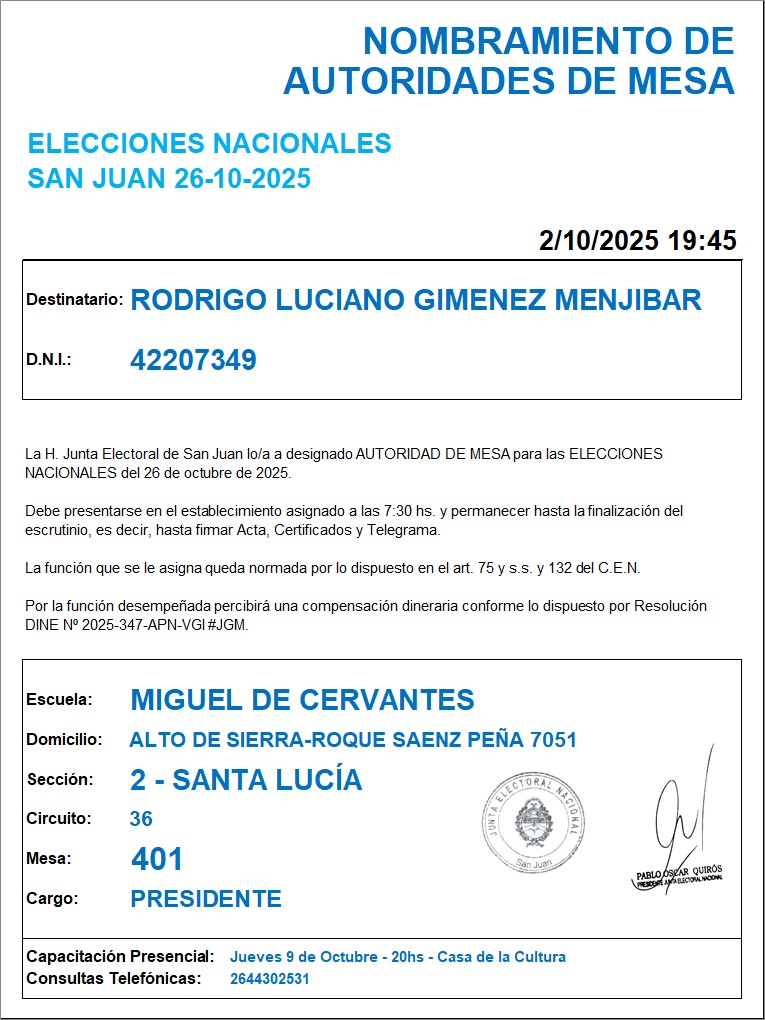 NOMBRAMIENTO DE
AUTORIDADES DE MESA
ELECCIONES NACIONALES
SAN JUAN 26-10-2025
2/10/2025 19:45
Destinatario: RODRIGO LUCIANO GIMENEZ MENJIBAR
D.N.I.: 42207349
La H. Junta Electoral de San Juan lo/a a designado AUTORIDAD DE MESA para las ELECCIONES
NACIONALES del 26 de octubre de 2025.
Debe presentarse en el establecimiento asignado a las 7:30 hs. y permanecer hasta la finalización del
escrutinio, es decir, hasta firmar Acta, Certificados y Telegrama.
La función que se le asigna queda normada por lo dispuesto en el art. 75 y s.s. y 132 del C.E.N.
Por la función desempeñada percibirá una compensación dineraria conforme lo dispuesto por Resolución
DINE Nº 2025-347-APN-VGI#JGM.
Escuela: MIGUEL DE CERVANTES
Domicilio: ALTO DE SIERRA-ROQUE SAENZ PEÑA 7051
Sección: 2 - SANTA LUCÍA
Circuito: 36
Mesa: 401
Cargo: PRESIDENTE
JUNTA ELECTORAL NACIONAL
San Juan
PABLO OSCAR QUIRÓS
PRESIDENTE JUNTA ELECTORAL NACIONAL
Capacitación Presencial: Jueves 9 de Octubre - 20hs - Casa de la Cultura
Consultas Telefónicas: 2644302531